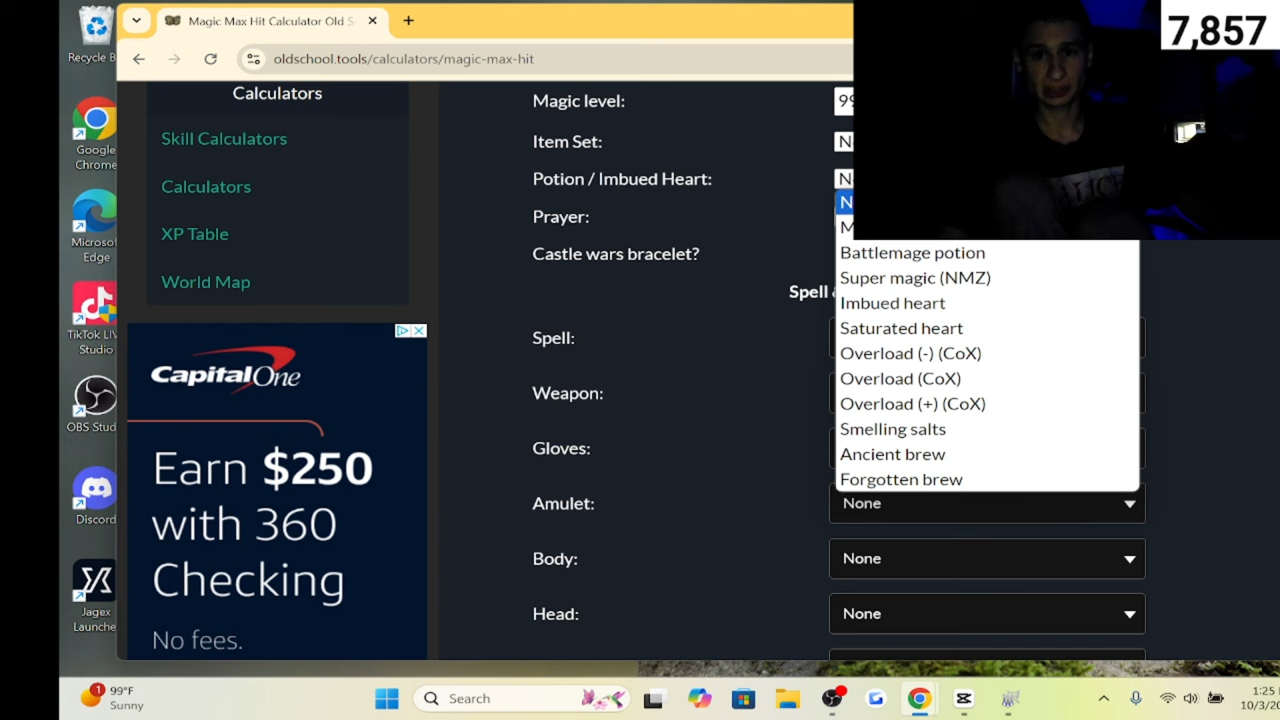 Recycle B
Magic Max Hit Calculator Old S
7,857
oldschool.tools/calculators/magic-max-hit
Google
Chrome
Microsof
Edge
TikTok LIV
Studio
OBS Stud
Discord
Jagex
Launche
Calculators
Skill Calculators
Calculators
XP Table
World Map
CapitalOne
Earn $250
with 360
Checking
No fees.
Magic level:
99
Item Set:
N
Potion / Imbued Heart:
N
Prayer:
Castle wars bracelet?
N
M
Battlemage potion
Super magic (NMZ)
Imbued heart
Saturated heart
Overload (-) (CoX)
Overload (CoX)
Overload (+) (CoX)
Smelling salts
Ancient brew
Forgotten brew
Spell &
Spell:
Weapon:
Gloves:
Amulet:
None
Body:
None
Head:
None
1
99°F
Sunny
Search
1:25
10/3/20